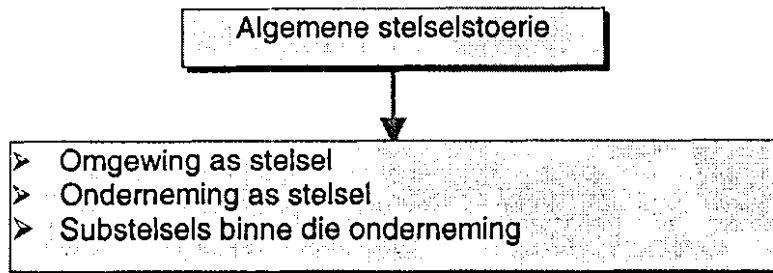 Algemene stelselstoerie
➢ Omgewing as stelsel
➢ Onderneming as stelsel
➢ Substelsels binne die onderneming